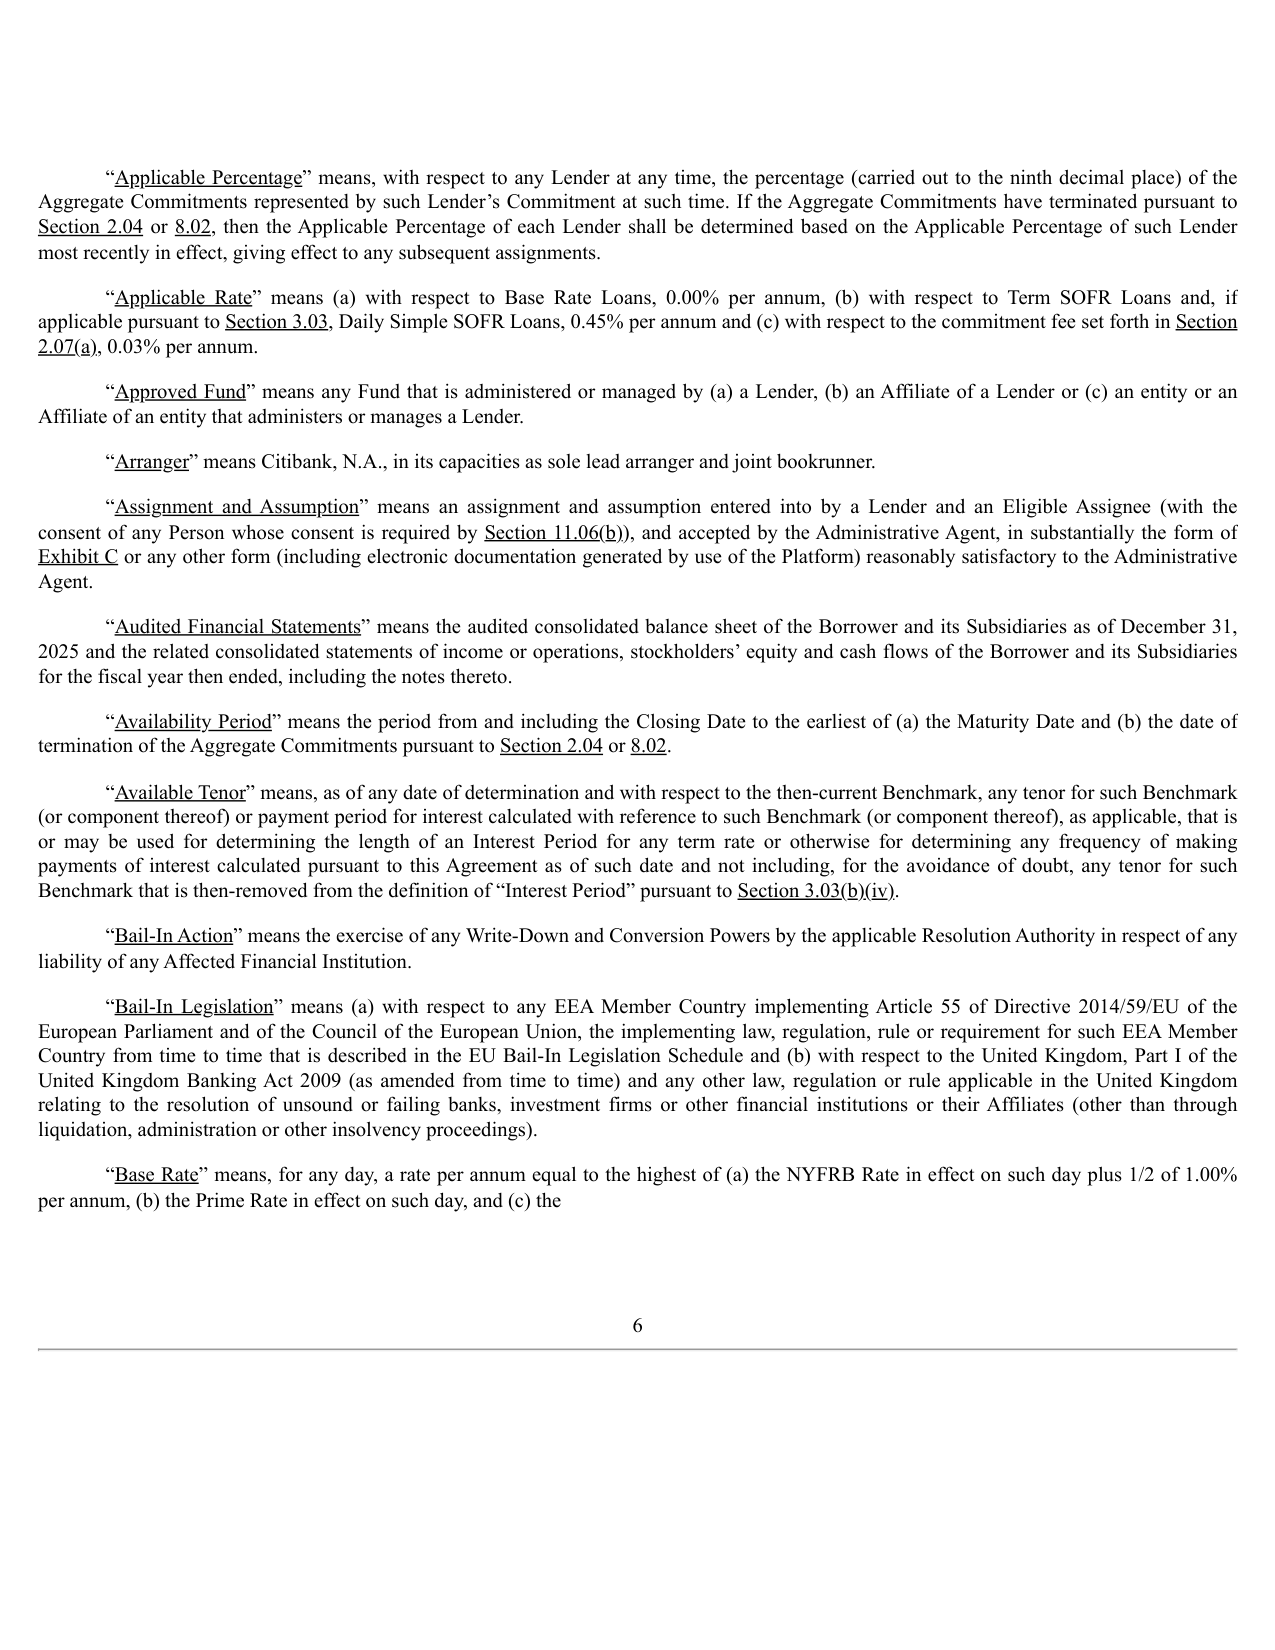 “Applicable Percentage” means, with respect to any Lender at any time, the percentage (carried out to the ninth decimal place) of the
Aggregate Commitments represented by such Lender’s Commitment at such time. If the Aggregate Commitments have terminated pursuant to
Section 2.04 or 8.02, then the Applicable Percentage of each Lender shall be determined based on the Applicable Percentage of such Lender
most recently in effect, giving effect to any subsequent assignments.
“Applicable Rate” means (a) with respect to Base Rate Loans, 0.00% per annum, (b) with respect to Term SOFR Loans and, if
applicable pursuant to Section 3.03, Daily Simple SOFR Loans, 0.45% per annum and (c) with respect to the commitment fee set forth in Section
2.07(a), 0.03% per annum.
“Approved Fund” means any Fund that is administered or managed by (a) a Lender, (b) an Affiliate of a Lender or (c) an entity or an
Affiliate of an entity that administers or manages a Lender.
“Arranger” means Citibank, N.A., in its capacities as sole lead arranger and joint bookrunner.
“Assignment and Assumption” means an assignment and assumption entered into by a Lender and an Eligible Assignee (with the
consent of any Person whose consent is required by Section 11.06(b)), and accepted by the Administrative Agent, in substantially the form of
Exhibit C or any other form (including electronic documentation generated by use of the Platform) reasonably satisfactory to the Administrative
Agent.
“Audited Financial Statements” means the audited consolidated balance sheet of the Borrower and its Subsidiaries as of December 31,
2025 and the related consolidated statements of income or operations, stockholders’ equity and cash flows of the Borrower and its Subsidiaries
for the fiscal year then ended, including the notes thereto.
“Availability Period” means the period from and including the Closing Date to the earliest of (a) the Maturity Date and (b) the date of
termination of the Aggregate Commitments pursuant to Section 2.04 or 8.02.
“Available Tenor” means, as of any date of determination and with respect to the then-current Benchmark, any tenor for such Benchmark
(or component thereof) or payment period for interest calculated with reference to such Benchmark (or component thereof), as applicable, that is
or may be used for determining the length of an Interest Period for any term rate or otherwise for determining any frequency of making
payments of interest calculated pursuant to this Agreement as of such date and not including, for the avoidance of doubt, any tenor for such
Benchmark that is then-removed from the definition of “Interest Period” pursuant to Section 3.03(b)(iv).
“Bail-In Action” means the exercise of any Write-Down and Conversion Powers by the applicable Resolution Authority in respect of any
liability of any Affected Financial Institution.
“Bail-In Legislation” means (a) with respect to any EEA Member Country implementing Article 55 of Directive 2014/59/EU of the
European Parliament and of the Council of the European Union, the implementing law, regulation, rule or requirement for such EEA Member
Country from time to time that is described in the EU Bail-In Legislation Schedule and (b) with respect to the United Kingdom, Part I of the
United Kingdom Banking Act 2009 (as amended from time to time) and any other law, regulation or rule applicable in the United Kingdom
relating to the resolution of unsound or failing banks, investment firms or other financial institutions or their Affiliates (other than through
liquidation, administration or other insolvency proceedings).
“Base Rate” means, for any day, a rate per annum equal to the highest of (a) the NYFRB Rate in effect on such day plus 1/2 of 1.00%
per annum, (b) the Prime Rate in effect on such day, and (c) the
6